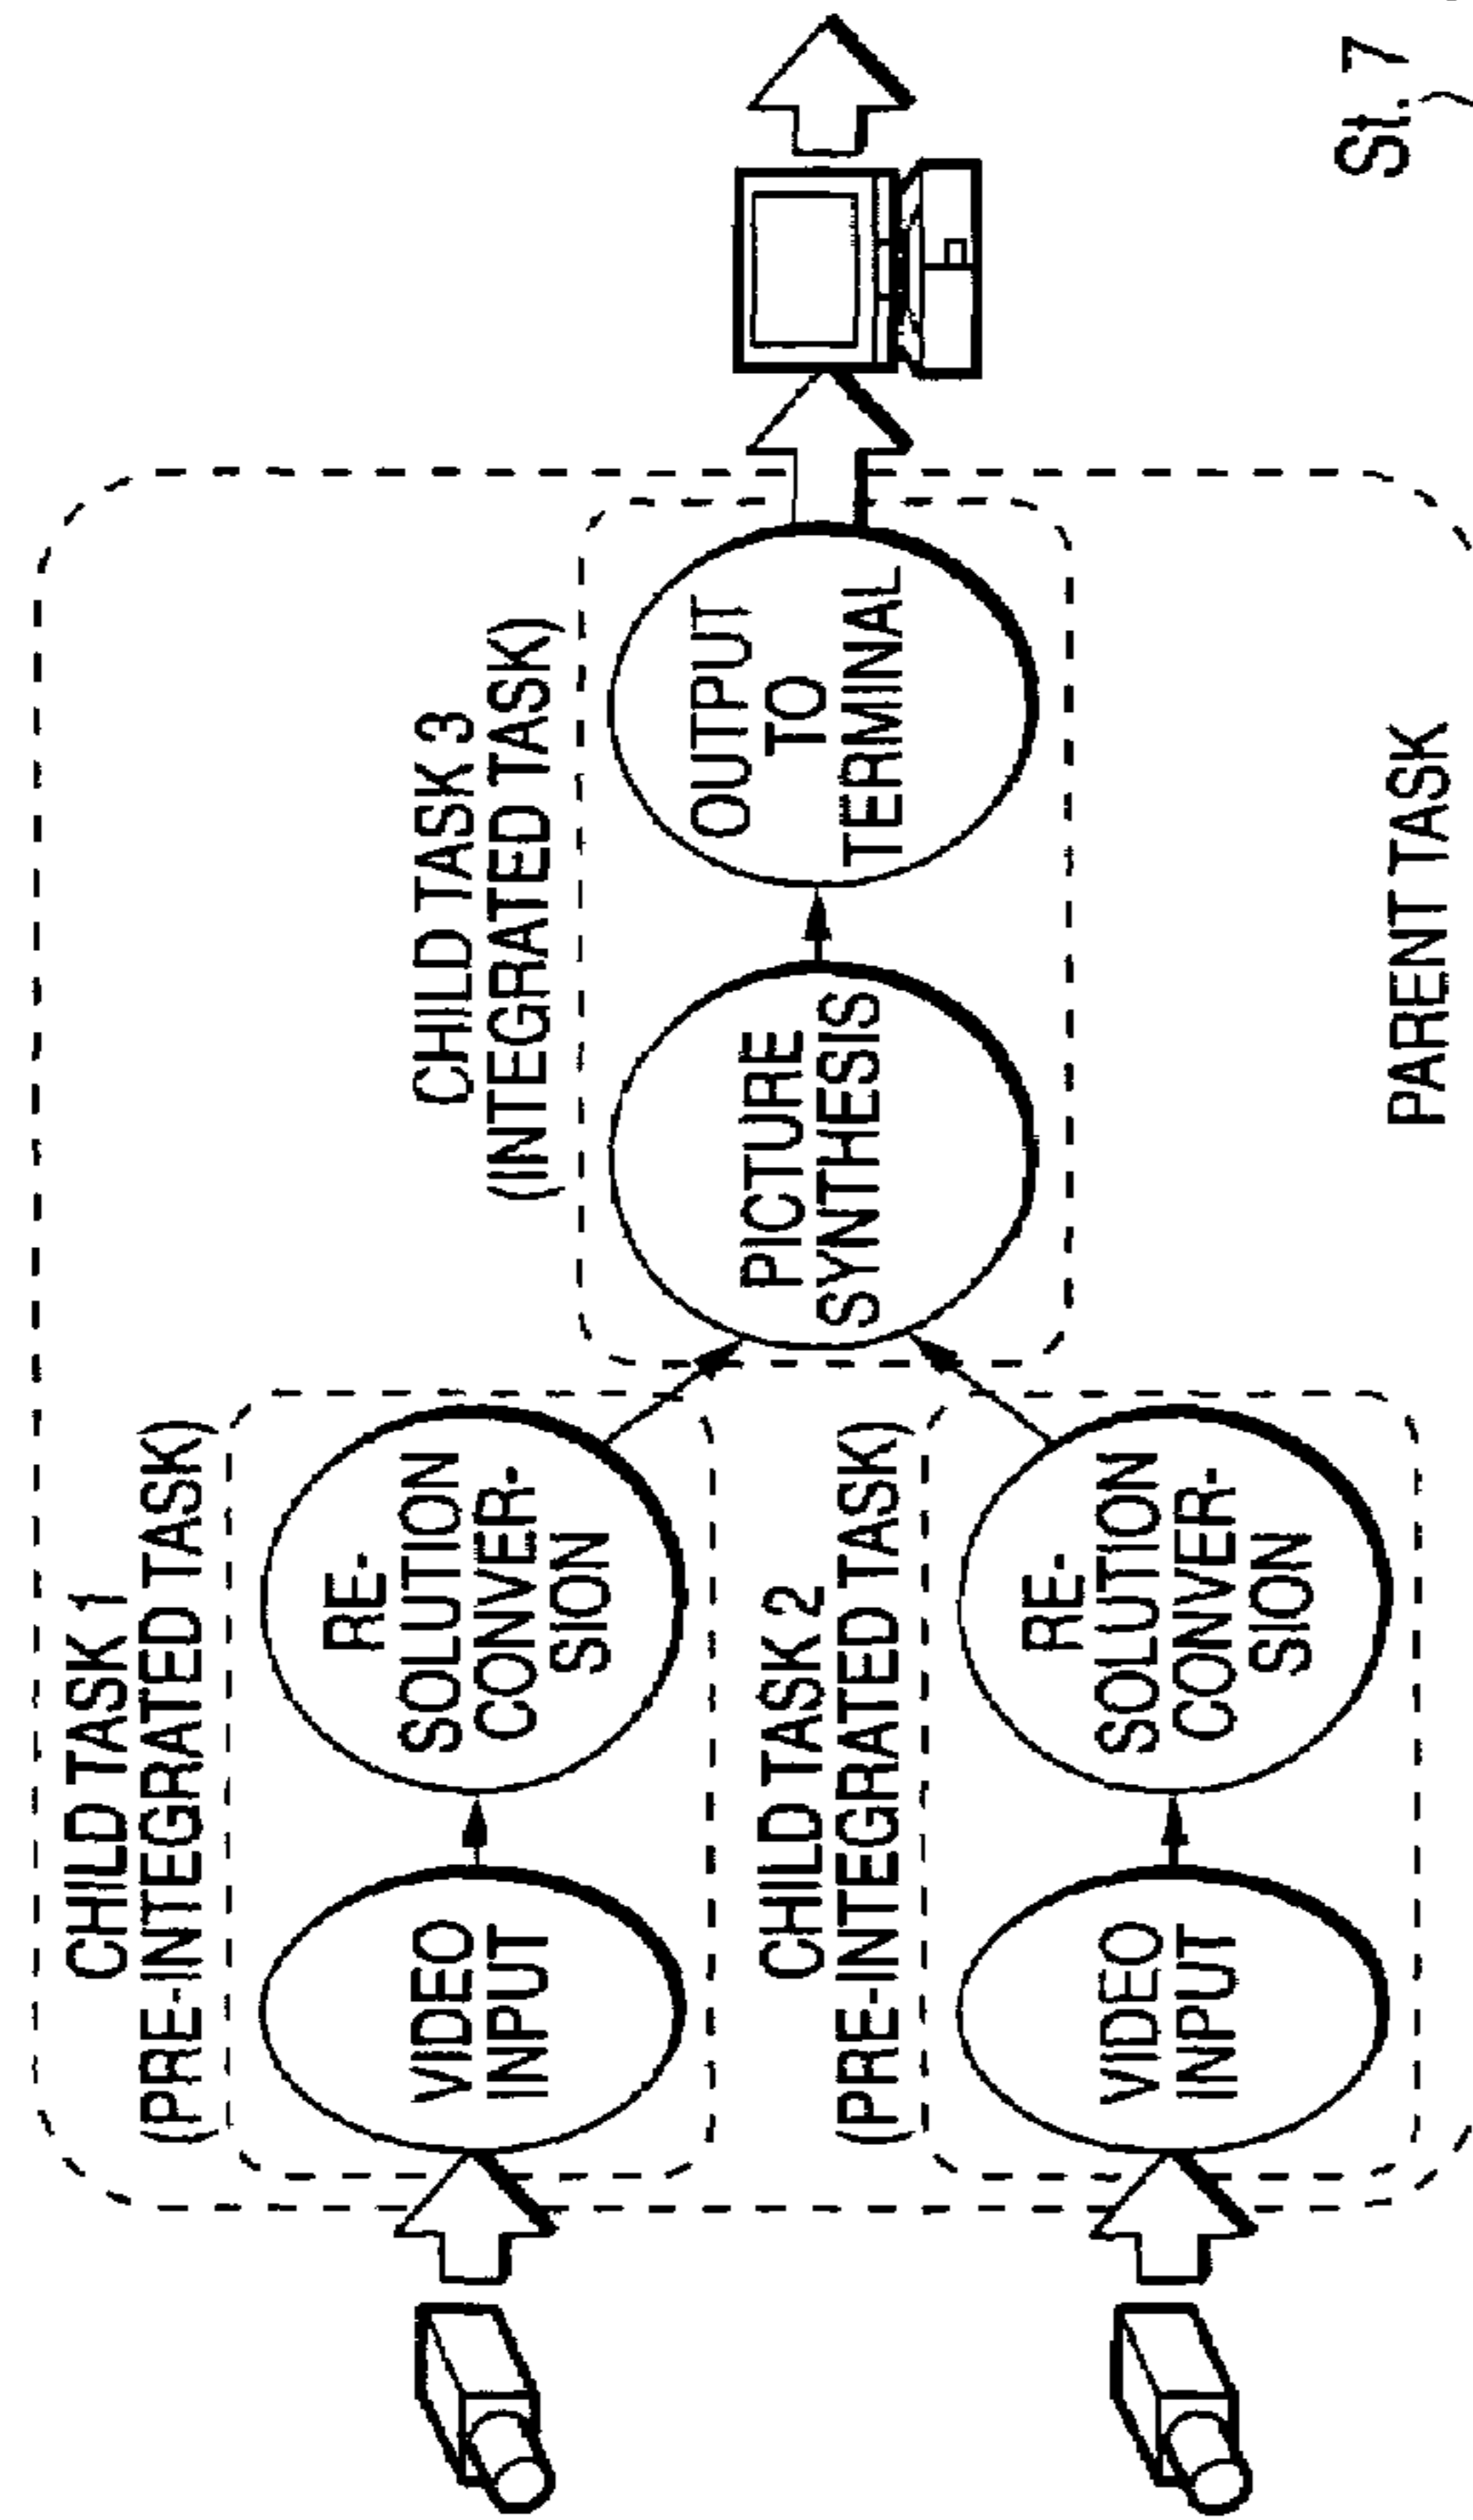 CHILD TASK 1
(PRE-INTEGRATED TASK)
VIDEO
INPUT
RE-
SOLUTION
CONVER-
SION
CHILD TASK 2
(PRE-INTEGRATED TASK)
VIDEO
INPUT
RE-
SOLUTION
CONVER-
SION
CHILD TASK 3
(INTEGRATED TASK)
PICTURE
SYNTHESIS
OUTPUT
TO
TERMINAL
PARENT TASK
St. 7